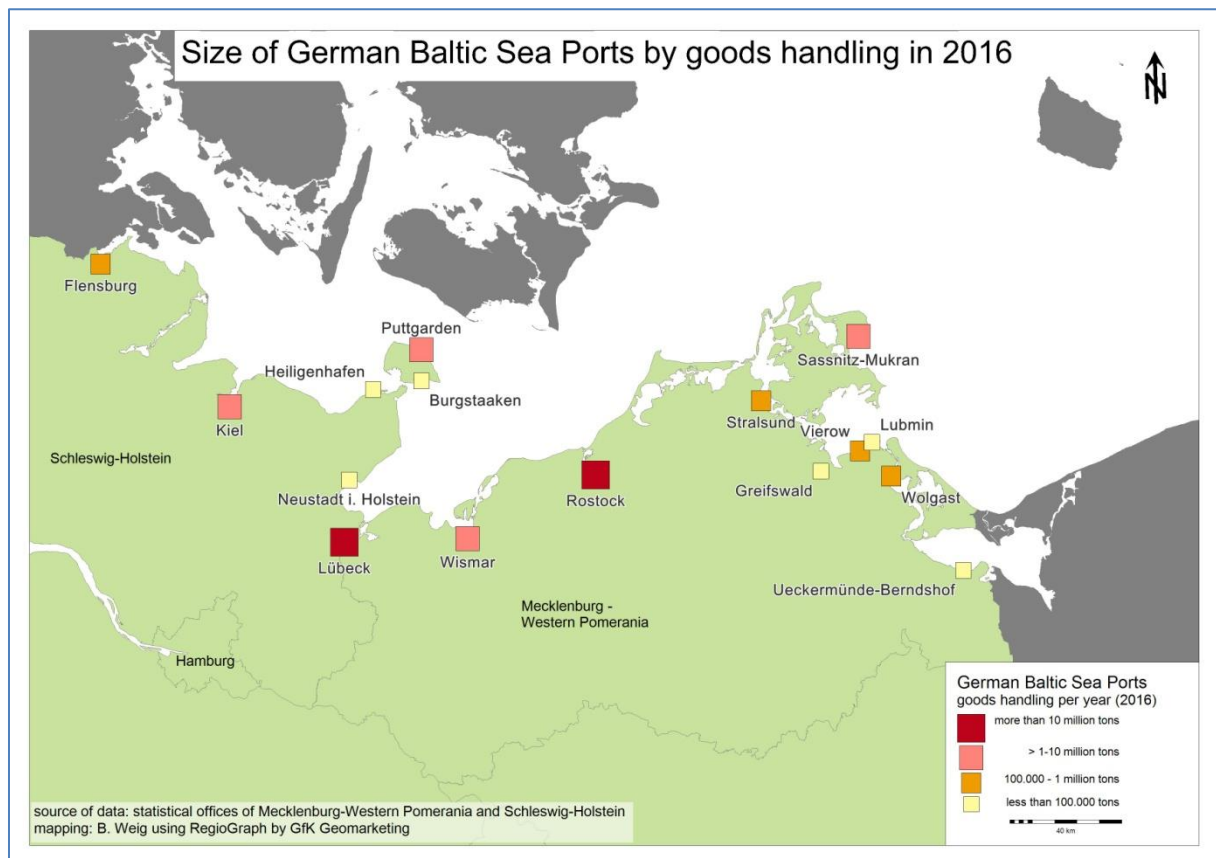 Size of German Baltic Sea Ports by goods handling in 2016
N
Flensburg
Puttgarden
Heiligenhafen
Burgstaaken
Kiel
Schleswig-Holstein
Neustadt i. Holstein
Lübeck
Wismar
Rostock
Sassnitz-Mukran
Stralsund
Vierow
Lubmin
Greifswald
Wolgast
Ueckermünde-Berndshof
Mecklenburg -
Western Pomerania
Hamburg
German Baltic Sea Ports
goods handling per year (2016)
more than 10 million tons
> 1-10 million tons
100.000 - 1 million tons
less than 100.000 tons
40 km
source of data: statistical offices of Mecklenburg-Western Pomerania and Schleswig-Holstein
mapping: B. Weig using RegioGraph by GfK Geomarketing